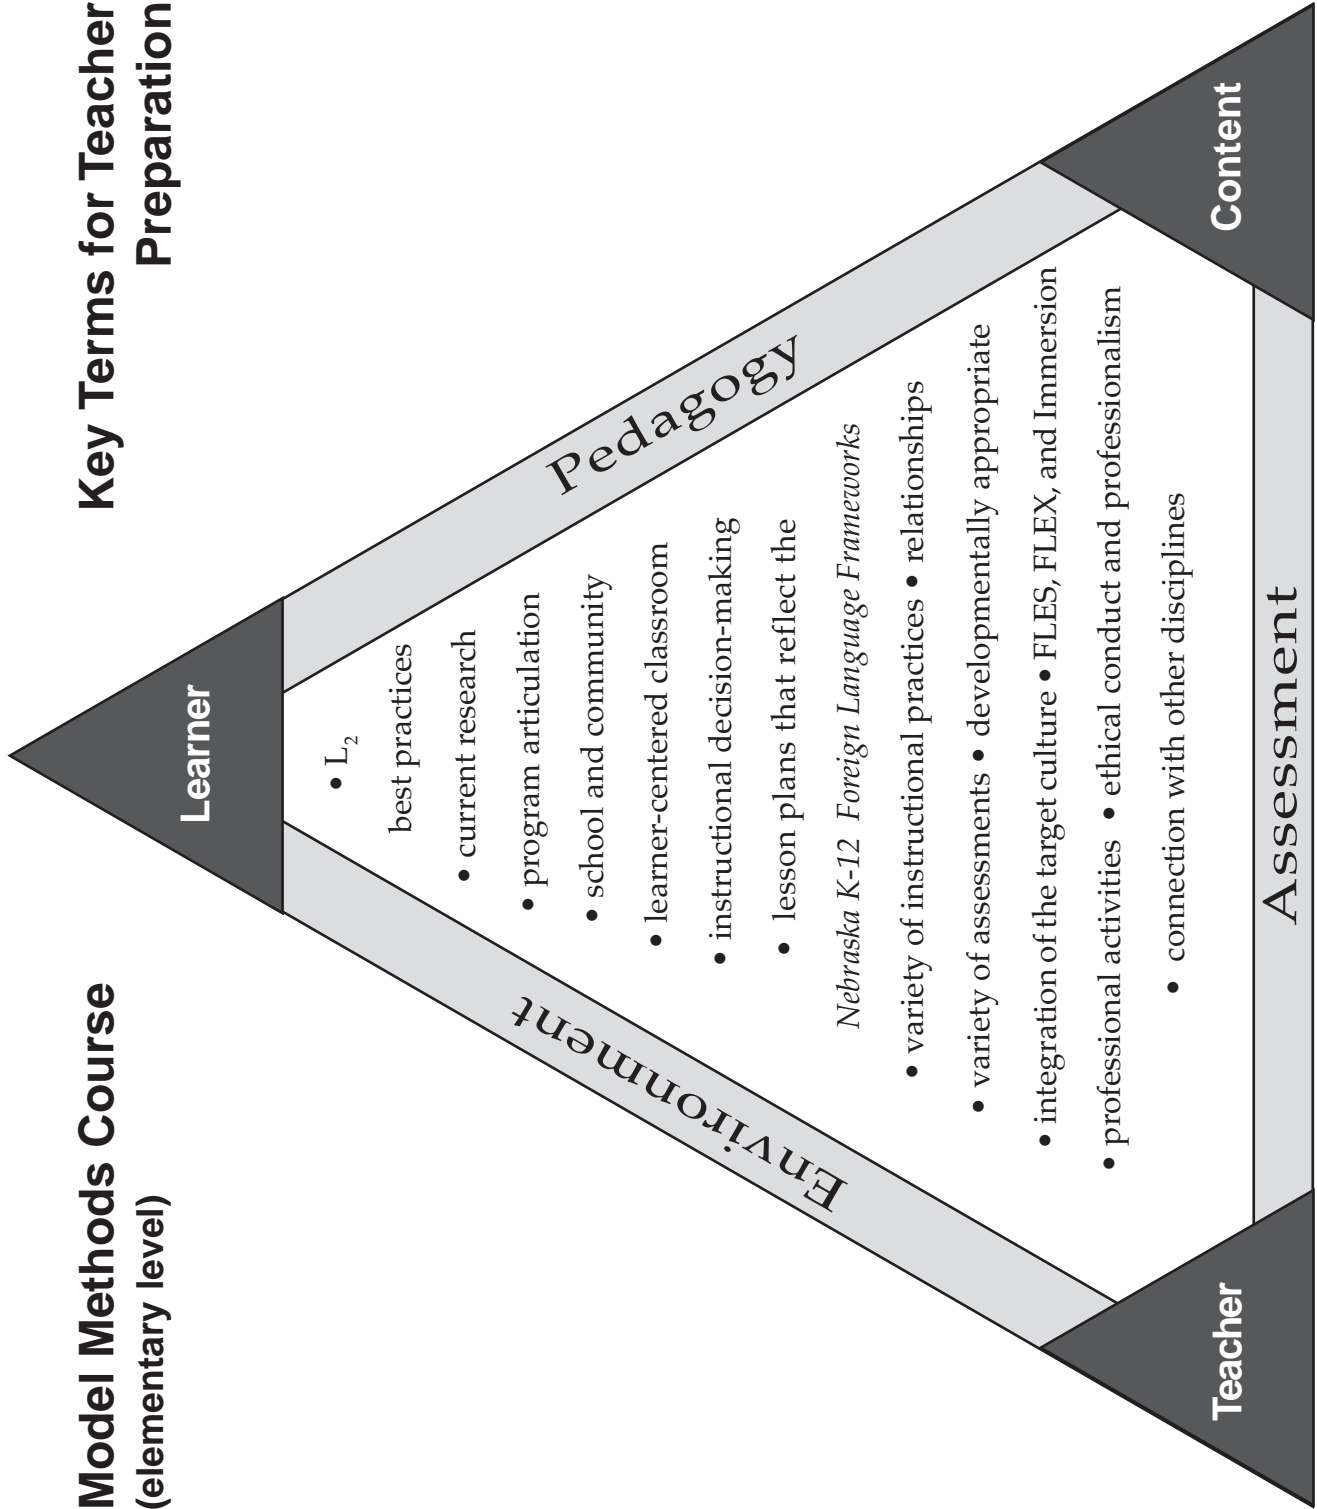 Model Methods Course
(elementary level)
Key Terms for Teacher
Preparation
Learner
Environment
Pedagogy
• L₂
best practices
• current research
• program articulation
• school and community
• learner-centered classroom
• instructional decision-making
• lesson plans that reflect the
Nebraska K-12 Foreign Language Frameworks
• variety of instructional practices • relationships
• variety of assessments • developmentally appropriate
• integration of the target culture • FLES, FLEX, and Immersion
• professional activities • ethical conduct and professionalism
• connection with other disciplines
Teacher
Assessment
Content